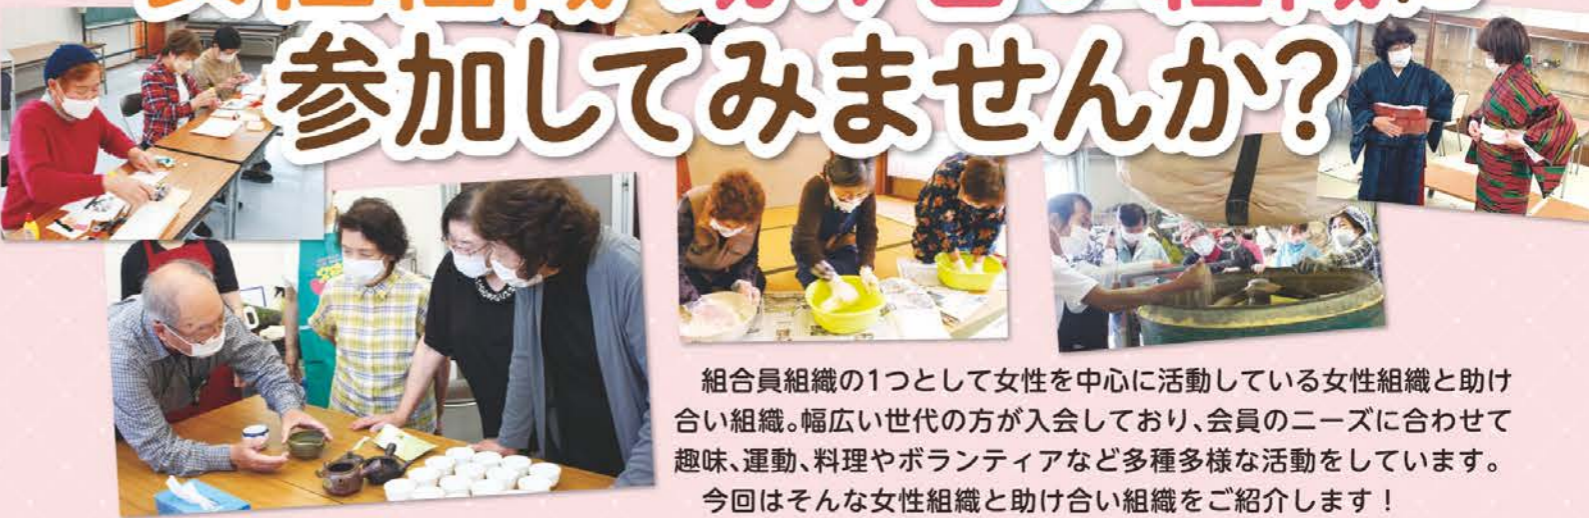 参加してみませんか?
組合員組織の1つとして女性を中心に活動している女性組織と助け
合い組織。幅広い世代の方が入会しており、会員のニーズに合わせて
趣味、運動、料理やボランティアなど多種多様な活動をしています。
今回はそんな女性組織と助け合い組織をご紹介します!